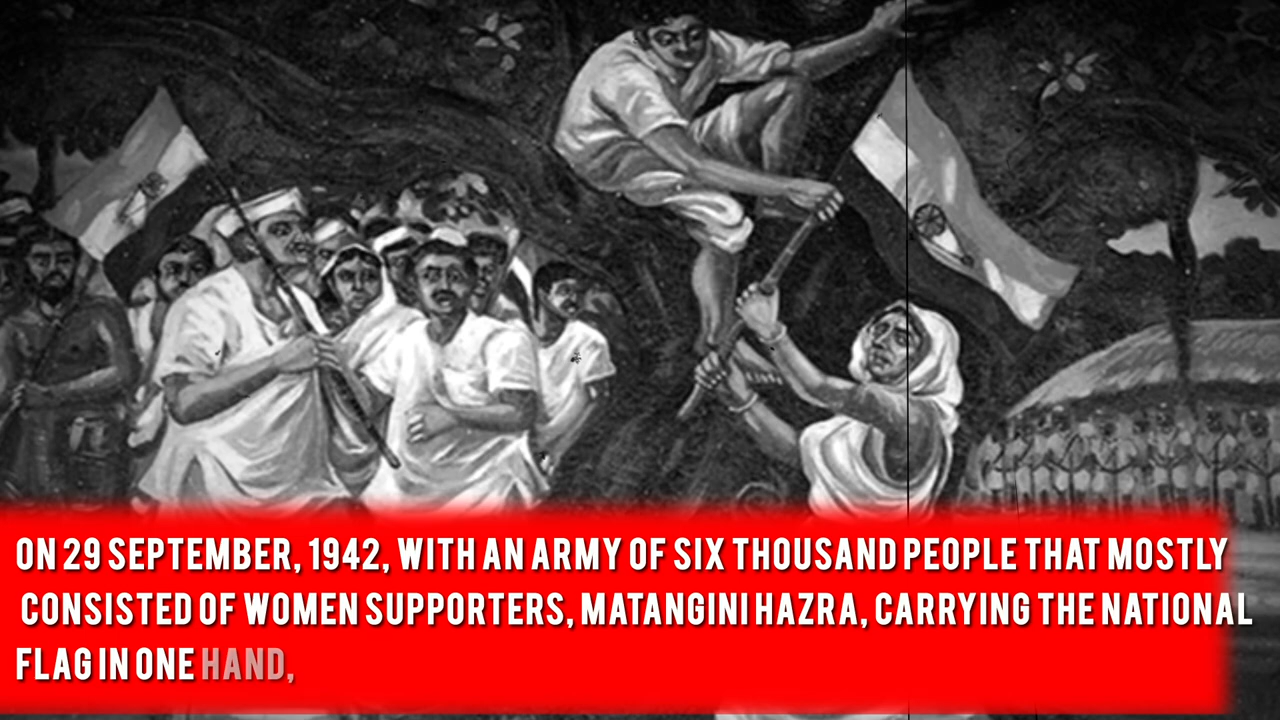 ON 29 SEPTEMBER, 1942, WITH AN ARMY OF SIX THOUSAND PEOPLE THAT MOSTLY
CONSISTED OF WOMEN SUPPORTERS, MATANGINI HAZRA, CARRYING THE NATIONAL
FLAG IN ONE HAND,